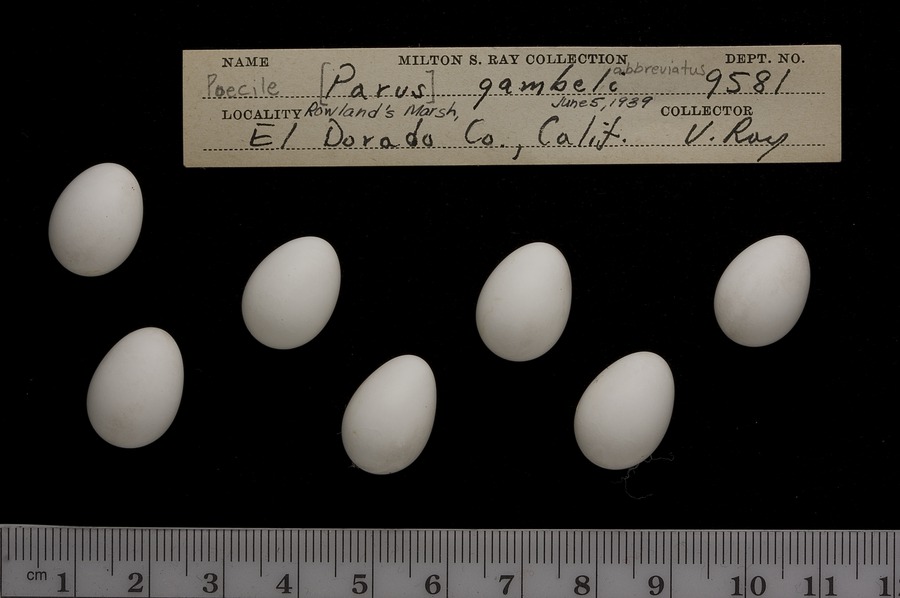 NAME MILTON S. RAY COLLECTION DEPT. NO.
Poecile [Parus] gambeli abbreviatus 9581
LOCALITY Rowland's Marsh, June 5, 1939 COLLECTOR
El Dorado Co., Calif. V. Ray
cm 1 2 3 4 5 6 7 8 9 10 11 1